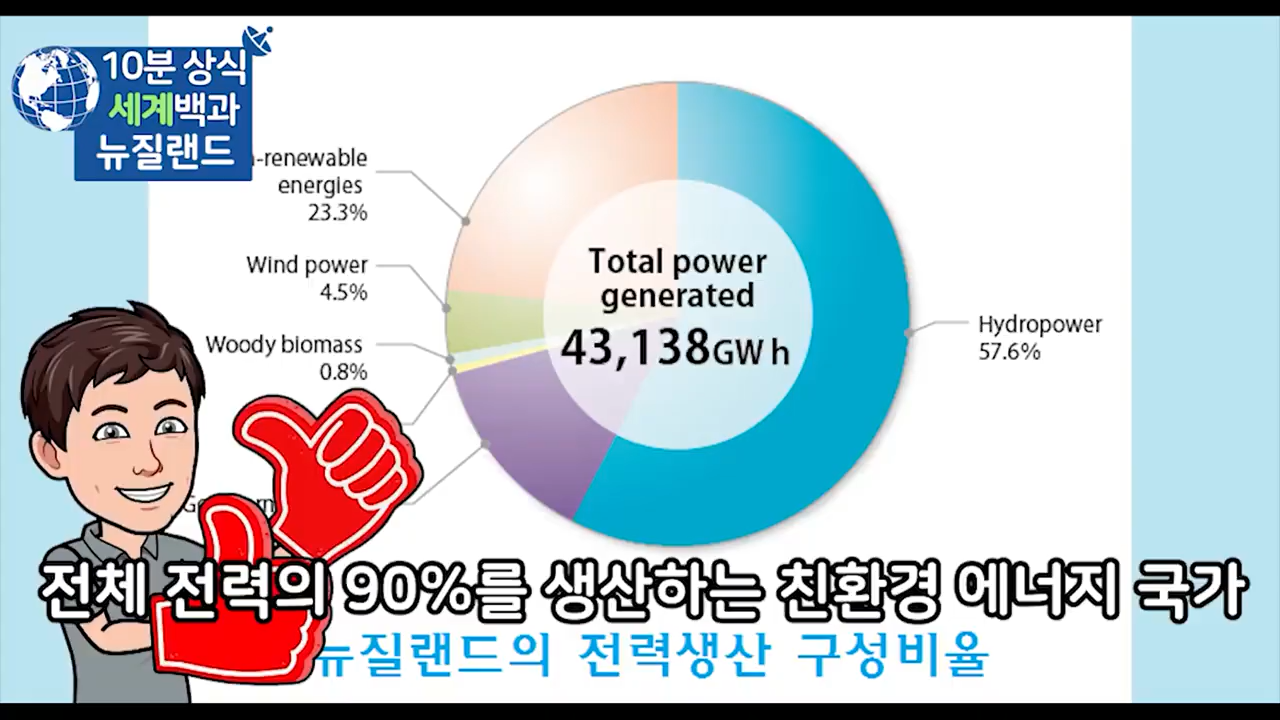 10분 상식
세계백과
뉴질랜드
-renewable
energies
23.3%
Wind power
4.5%
Woody biomass
0.8%
Total power
generated
43,138GWh
Hydropower
57.6%
전체 전력의 90%를 생산하는 친환경 에너지 국가
뉴질랜드의 전력생산 구성비율